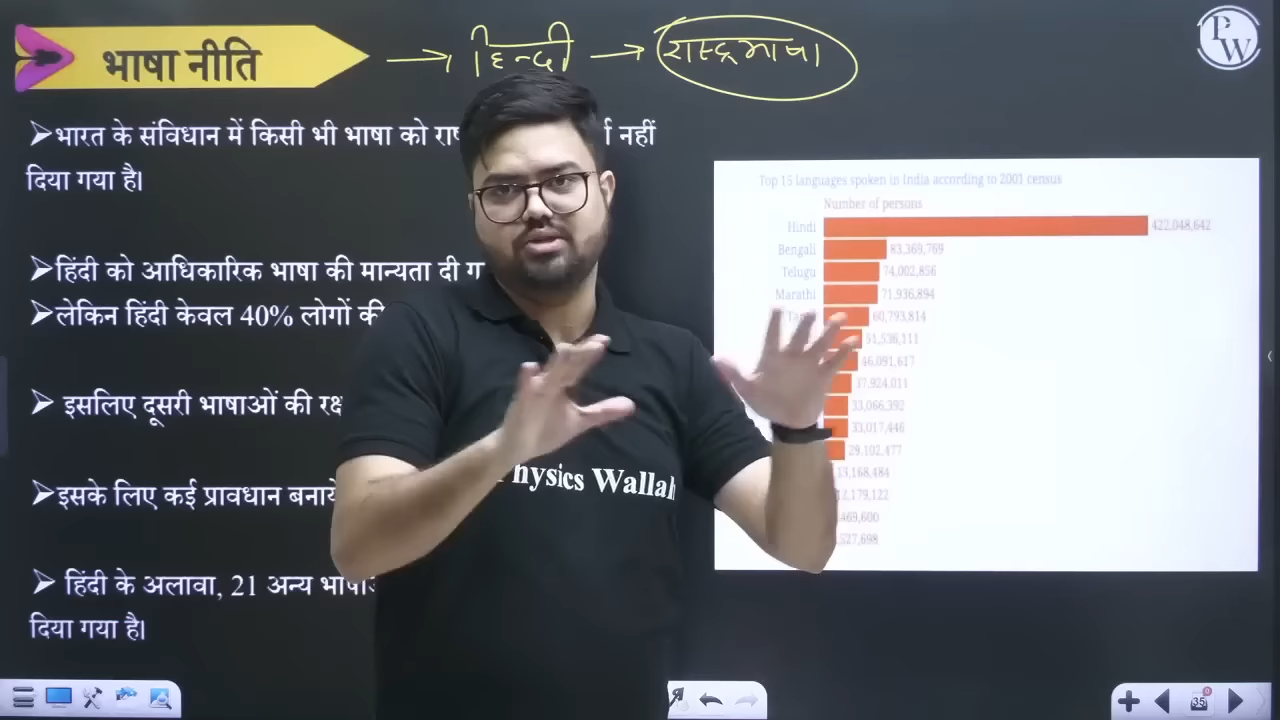 भाषा नीति → हिन्दी → राष्ट्रभाषा
PW
➤भारत के संविधान में किसी भी भाषा को नहीं
दिया गया है।
➤हिंदी को आधिकारिक भाषा की मान्यता दी
➤लेकिन हिंदी केवल 40% लोगों की
➤ इसलिए दूसरी भाषाओं की
➤इसके लिए कई प्रावधान
➤ हिंदी के अलावा, 21 अन्य
दिया गया है।
Top 15 languages spoken in India according to 2001 census
Number of persons
Hindi 422,048,642
Bengali 83,369,769
Telugu 74,002,856
Marathi 71,936,894
60,793,814
51,536,111
46,091,617
37,924,011
33,066,392
33,017,446
29,102,477
13,168,484
Physics Wallah
35